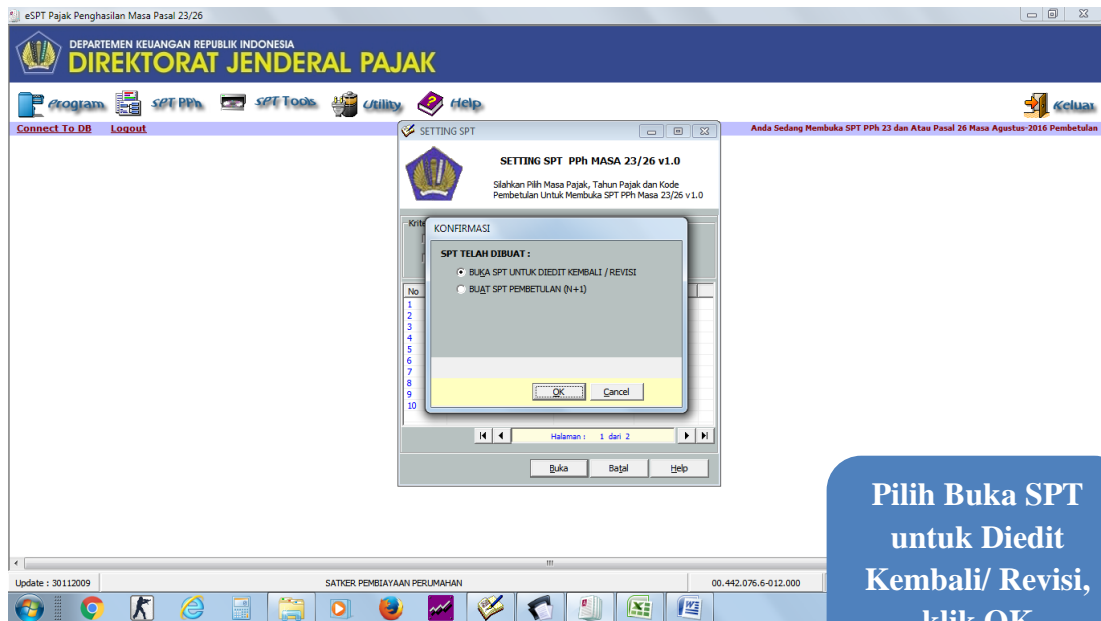 eSPT Pajak Penghasilan Masa Pasal 23/26
DEPARTEMEN KEUANGAN REPUBLIK INDONESIA
DIREKTORAT JENDERAL PAJAK
Program SPT PPh SPT Tools Utility Help Keluar
Connect To DB Logout
Anda Sedang Membuka SPT PPh 23 dan Atau Pasal 26 Masa Agustus-2016 Pembetulan
SETTING SPT
SETTING SPT PPh MASA 23/26 v1.0
Silahkan Pilih Masa Pajak, Tahun Pajak dan Kode
Pembetulan Untuk Membuka SPT PPh Masa 23/26 v1.0
Krite
KONFIRMASI
SPT TELAH DIBUAT :
BUKA SPT UNTUK DIEDIT KEMBALI / REVISI
BUAT SPT PEMBETULAN (N+1)
No
1
2
3
4
5
6
7
8
9
10
OK Cancel
Halaman : 1 dari 2
Buka Batal Help
Pilih Buka SPT
untuk Diedit
Kembali/ Revisi,
klik OK
Update : 30112009
SATKER PEMBIAYAAN PERUMAHAN
00.442.076.6-012.000